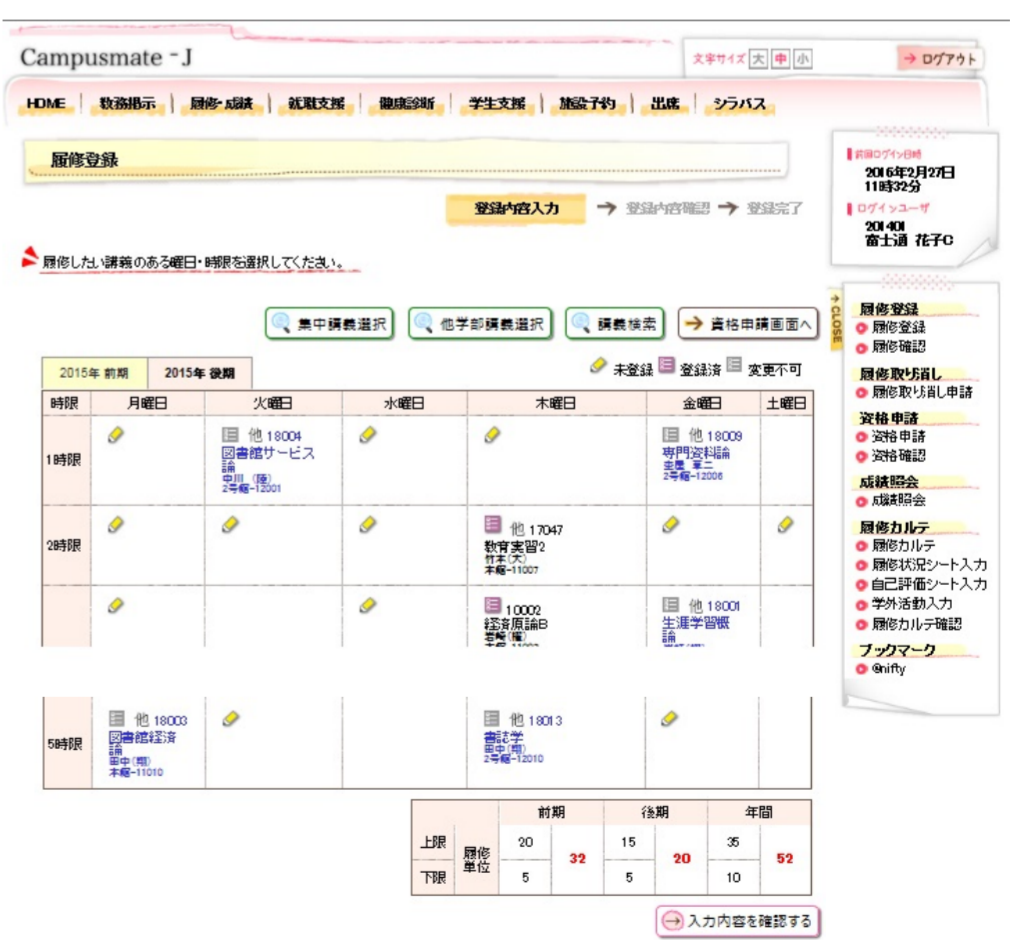 Campusmate-J
文字サイズ 大 中 小
ログアウト
HOME 教務掲示 履修・成績 就職支援 健康診断 学生支援 施設予約 出席 シラバス
履修登録
登録内容入力 → 登録内容確認 → 登録完了
前回ログイン日時
2016年2月27日
11時32分
ログインユーザ
201401
富士通 花子C
履修したい講義のある曜日・時限を選択してください。
集中講義選択 他学部講義選択 講義検索 資格申請画面へ
未登録 登録済 変更不可
2015年 前期 2015年 後期
時限 月曜日 火曜日 水曜日 木曜日 金曜日 土曜日
1時限
他 18004
図書館サービス
論
中川 (陸)
2号館-12001
他 18009
専門資料論
2号館-12006
2時限
他 17047
教育実習2
竹本(大)
本館-11007
10002
経済原論B
岩崎(権)
他 18001
生涯学習概
論
5時限
他 18003
図書館経済
論
田中(翔)
本館-11010
他 18013
書誌学
田中(翔)
2号館-12010
前期 後期 年間
上限 履修単位 20 32 15 20 35 52
下限 5 5 10
入力内容を確認する
CLOSE
履修登録
履修登録
履修確認
履修取り消し
履修取り消し申請
資格申請
資格申請
資格確認
成績照会
成績照会
履修カルテ
履修カルテ
履修状況シート入力
自己評価シート入力
学外活動入力
履修カルテ確認
ブックマーク
@nifty